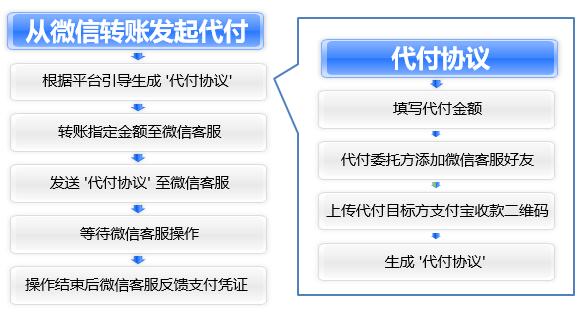 从微信转账发起代付
根据平台引导生成 '代付协议'
转账指定金额至微信客服
发送 '代付协议' 至微信客服
等待微信客服操作
操作结束后微信客服反馈支付凭证
代付协议
填写代付金额
代付委托方添加微信客服好友
上传代付目标方支付宝收款二维码
生成 '代付协议'